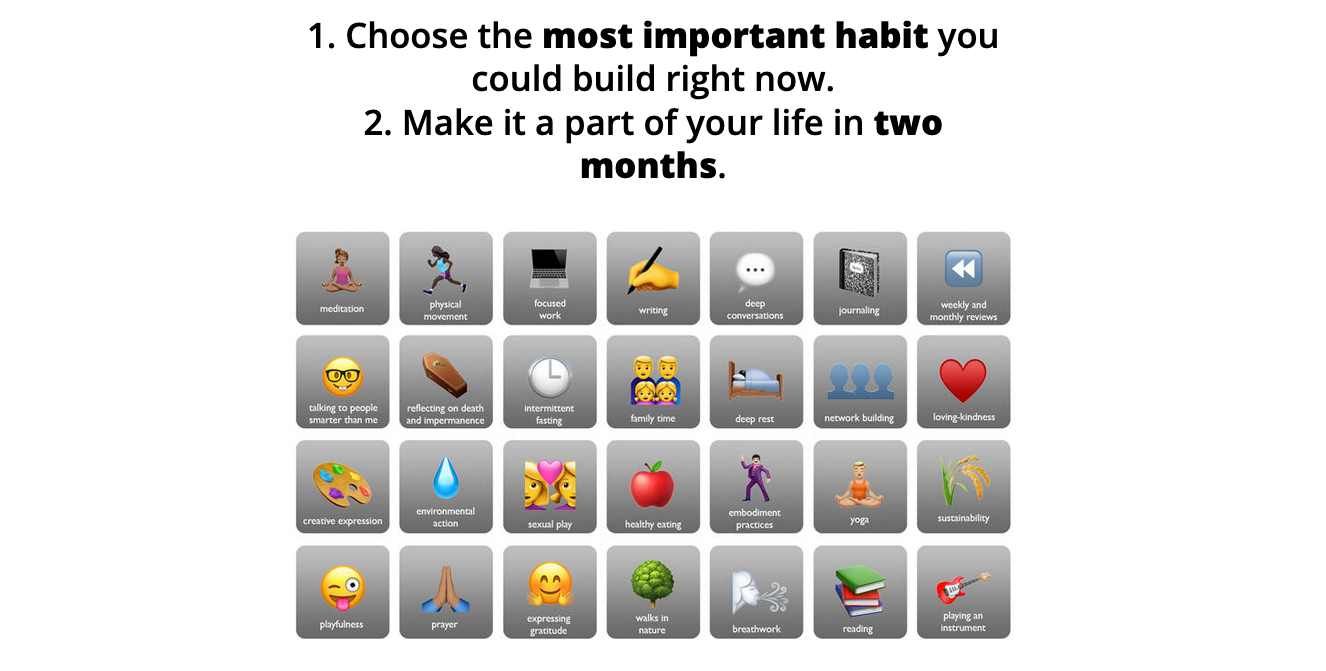 1. Choose the most important habit you
could build right now.
2. Make it a part of your life in two
months.
meditation
physical
movement
focused
work
writing
deep
conversations
journaling
weekly and
monthly reviews
talking to people
smarter than me
reflecting on death
and impermanence
intermittent
fasting
family time
deep rest
network building
loving-kindness
creative expression
environmental
action
sexual play
healthy eating
embodiment
practices
yoga
sustainability
playfulness
prayer
expressing
gratitude
walks in
nature
breathwork
reading
playing an
instrument